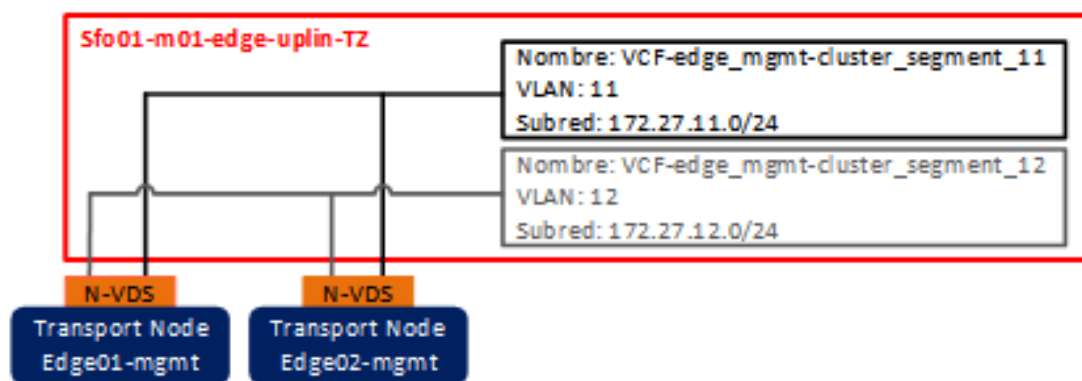 Sfo01-m01-edge-uplin-TZ
Nombre: VCF-edge_mgmt-cluster_segment_11
VLAN: 11
Subred: 172.27.11.0/24
Nombre: VCF-edge_mgmt-cluster_segment_12
VLAN: 12
Subred: 172.27.12.0/24
N-VDS
Transport Node
Edge01-mgmt
N-VDS
Transport Node
Edge02-mgmt